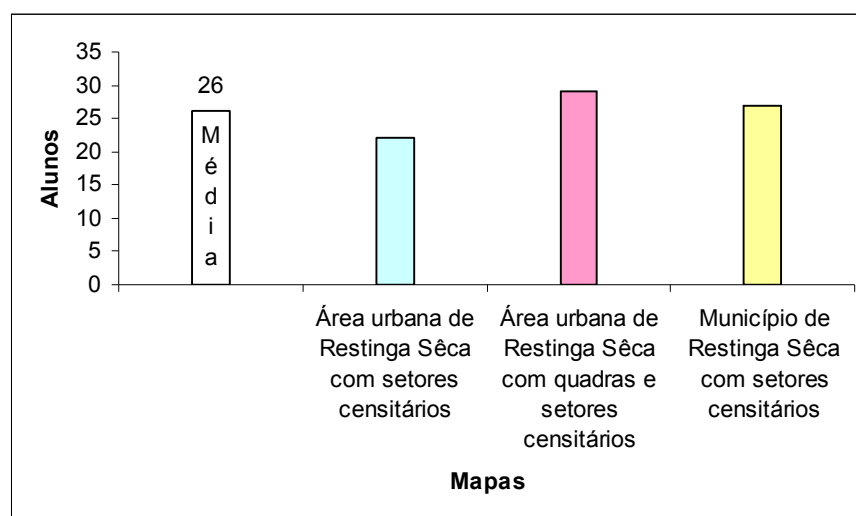 Alunos
35
30
25
20
15
10
5
0
26
Média
Área urbana de
Restinga Sêca
com setores
censitários
Área urbana de
Restinga Sêca
com quadras e
setores
censitários
Município de
Restinga Sêca
com setores
censitários
Mapas